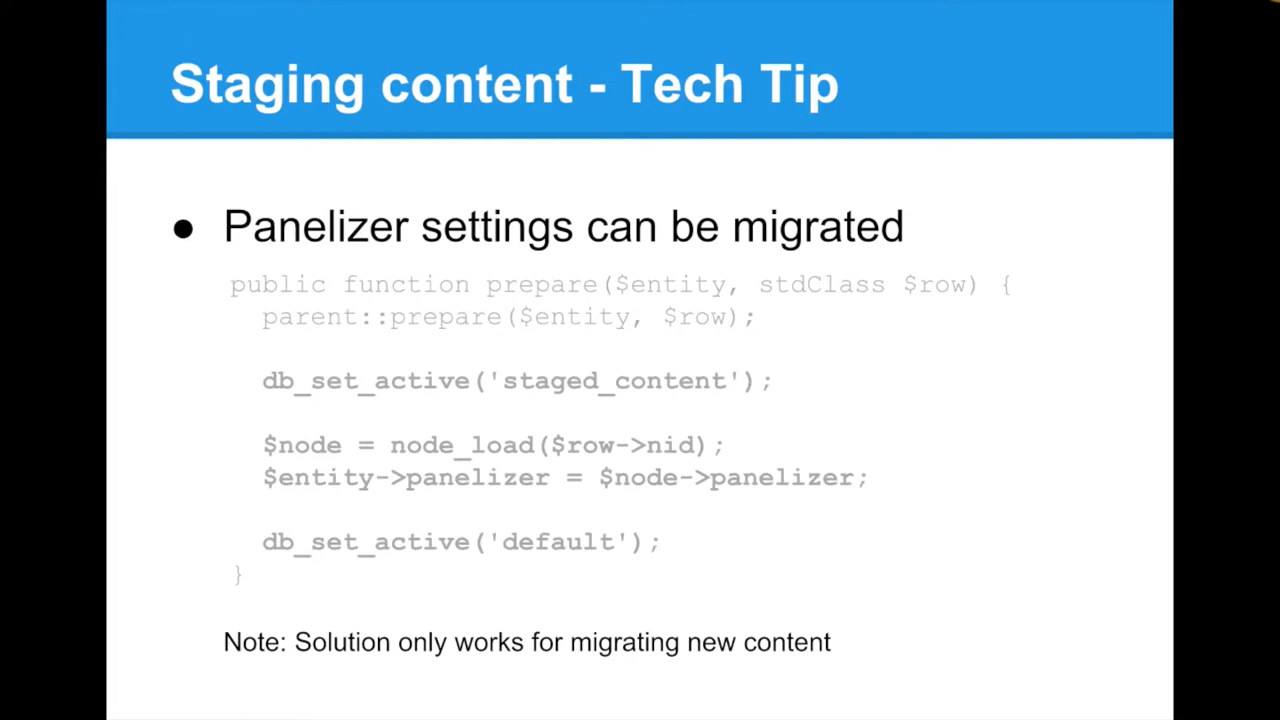 Staging content - Tech Tip
● Panelizer settings can be migrated
public function prepare($entity, stdClass $row) {
  parent::prepare($entity, $row);
  db_set_active('staged_content');
  $node = node_load($row->nid);
  $entity->panelizer = $node->panelizer;
  db_set_active('default');
}
Note: Solution only works for migrating new content